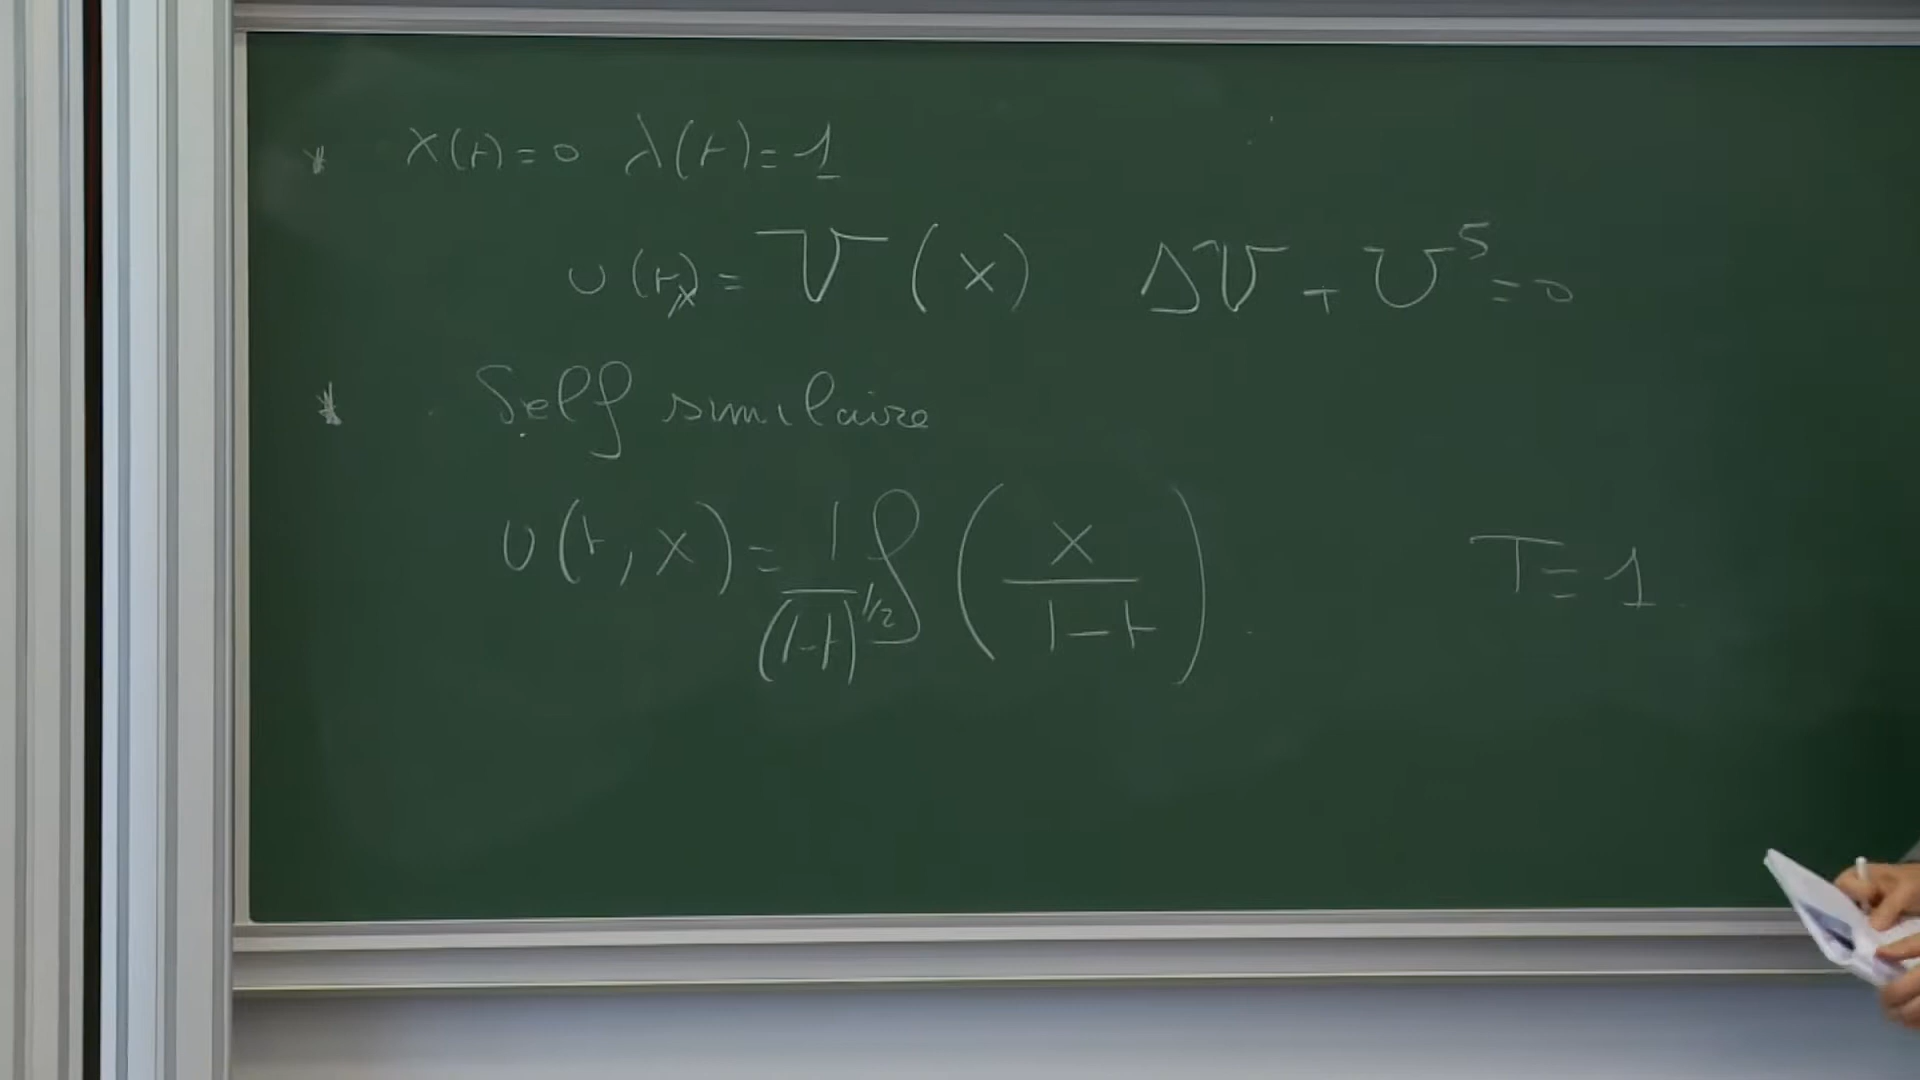 * x(t)=0 λ(t)=1
u(t,x) = V(x) ΔV + V^5 = 0
* Self similaire
u(t,x) = 1/(1-t)^{1/2} f(x/(1-t)) T=1